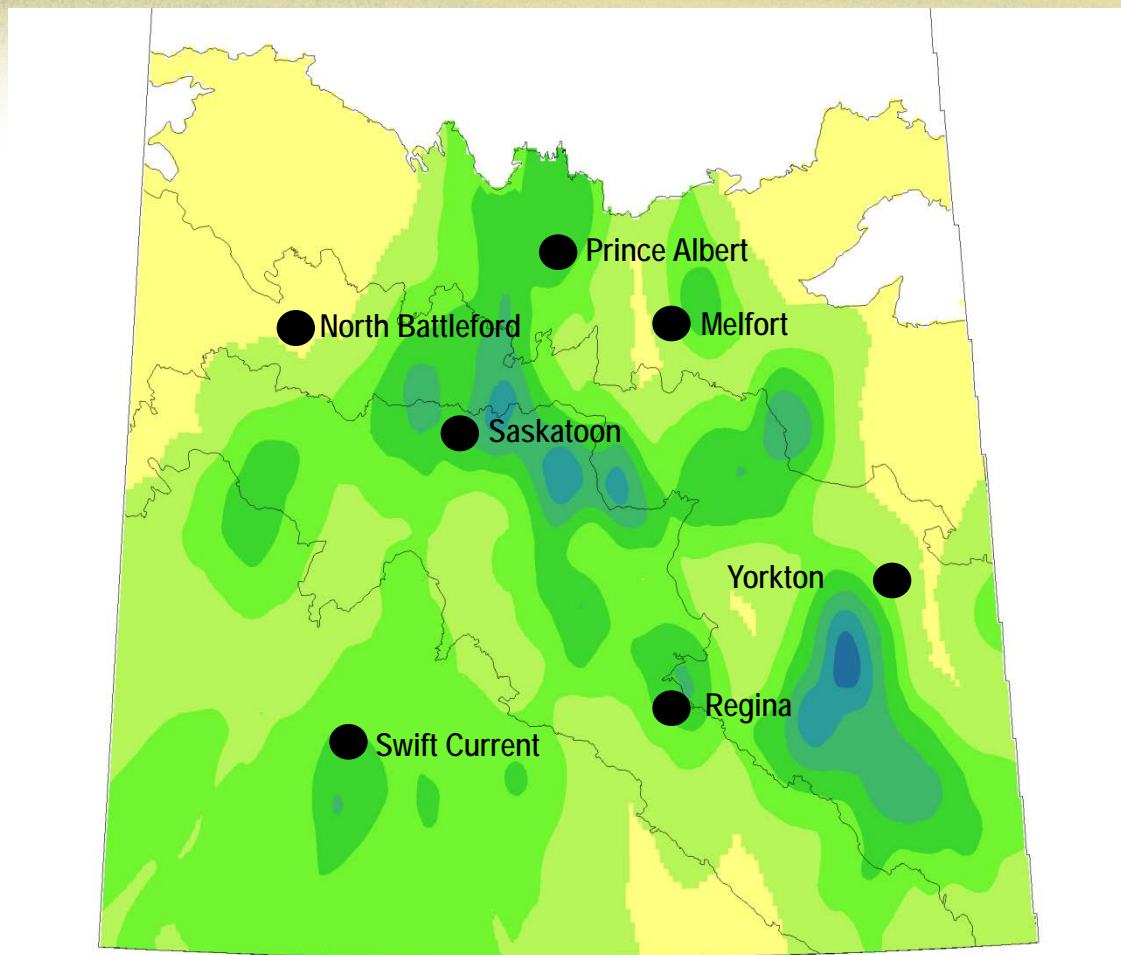 Prince Albert
North Battleford
Melfort
Saskatoon
Yorkton
Regina
Swift Current